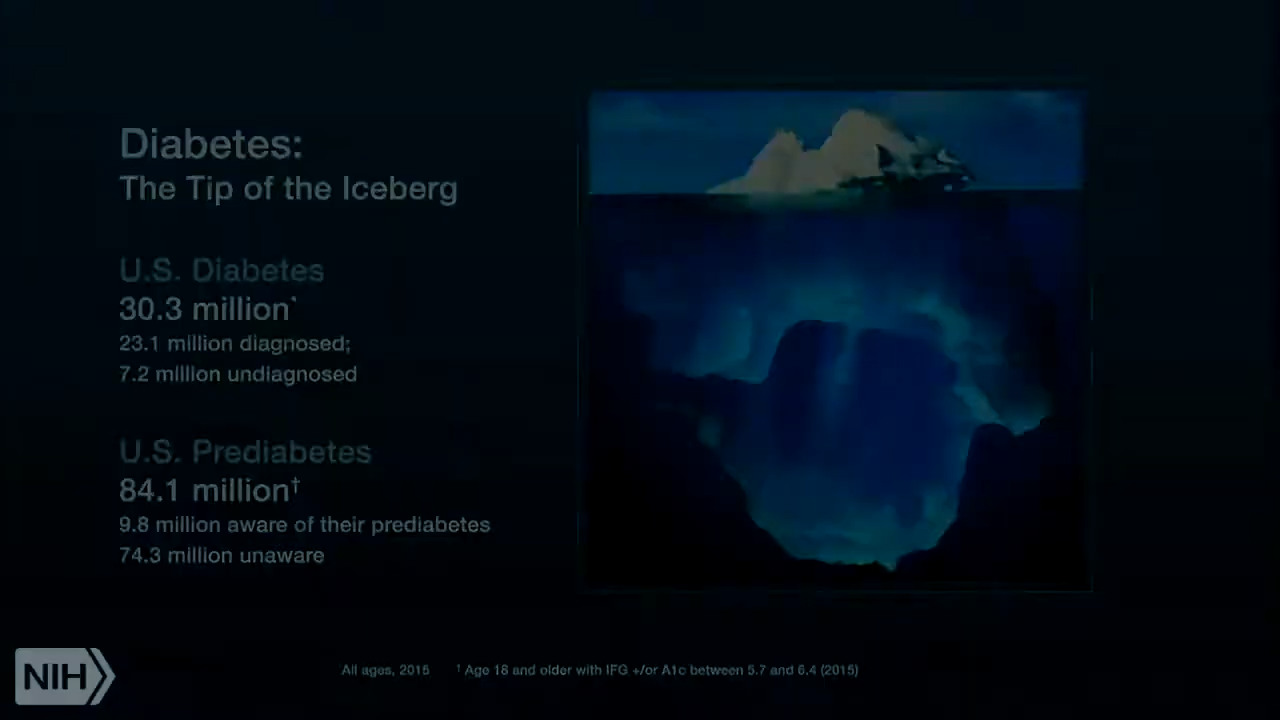 Diabetes:
The Tip of the Iceberg
U.S. Diabetes
30.3 million*
23.1 million diagnosed;
7.2 million undiagnosed
U.S. Prediabetes
84.1 million†
9.8 million aware of their prediabetes
74.3 million unaware
All ages, 2015 † Age 18 and older with IFG +/or A1c between 5.7 and 6.4 (2015)
NIH